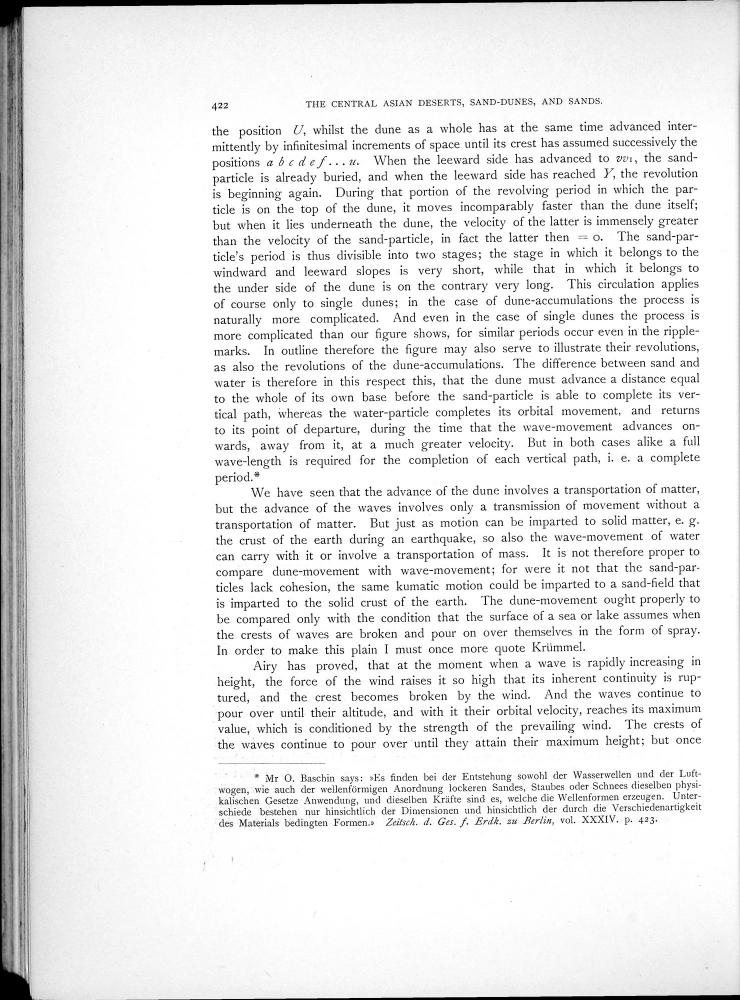 422 THE CENTRAL ASIAN DESERTS, SAND-DUNES, AND SANDS.
the position U, whilst the dune as a whole has at the same time advanced inter-
mittently by infinitesimal increments of space until its crest has assumed successively the
positions a b c d e f . . . u. When the leeward side has advanced to vv₁, the sand-
particle is already buried, and when the leeward side has reached Y, the revolution
is beginning again. During that portion of the revolving period in which the par-
ticle is on the top of the dune, it moves incomparably faster than the dune itself;
but when it lies underneath the dune, the velocity of the latter is immensely greater
than the velocity of the sand-particle, in fact the latter then = o. The sand-par-
ticle's period is thus divisible into two stages; the stage in which it belongs to the
windward and leeward slopes is very short, while that in which it belongs to
the under side of the dune is on the contrary very long. This circulation applies
of course only to single dunes; in the case of dune-accumulations the process is
naturally more complicated. And even in the case of single dunes the process is
more complicated than our figure shows, for similar periods occur even in the ripple-
marks. In outline therefore the figure may also serve to illustrate their revolutions,
as also the revolutions of the dune-accumulations. The difference between sand and
water is therefore in this respect this, that the dune must advance a distance equal
to the whole of its own base before the sand-particle is able to complete its ver-
tical path, whereas the water-particle completes its orbital movement, and returns
to its point of departure, during the time that the wave-movement advances on-
wards, away from it, at a much greater velocity. But in both cases alike a full
wave-length is required for the completion of each vertical path, i. e. a complete
period.*
We have seen that the advance of the dune involves a transportation of matter,
but the advance of the waves involves only a transmission of movement without a
transportation of matter. But just as motion can be imparted to solid matter, e. g.
the crust of the earth during an earthquake, so also the wave-movement of water
can carry with it or involve a transportation of mass. It is not therefore proper to
compare dune-movement with wave-movement; for were it not that the sand-par-
ticles lack cohesion, the same kumatic motion could be imparted to a sand-field that
is imparted to the solid crust of the earth. The dune-movement ought properly to
be compared only with the condition that the surface of a sea or lake assumes when
the crests of waves are broken and pour on over themselves in the form of spray.
In order to make this plain I must once more quote Krümmel.
Airy has proved, that at the moment when a wave is rapidly increasing in
height, the force of the wind raises it so high that its inherent continuity is rup-
tured, and the crest becomes broken by the wind. And the waves continue to
pour over until their altitude, and with it their orbital velocity, reaches its maximum
value, which is conditioned by the strength of the prevailing wind. The crests of
the waves continue to pour over until they attain their maximum height; but once
* Mr O. Baschin says: »Es finden bei der Entstehung sowohl der Wasserwellen und der Luft-
wogen, wie auch der wellenförmigen Anordnung lockeren Sandes, Staubes oder Schnees dieselben physi-
kalischen Gesetze Anwendung, und dieselben Kräfte sind es, welche die Wellenformen erzeugen. Unter-
schiede bestehen nur hinsichtlich der Dimensionen und hinsichtlich der durch die Verschiedenartigkeit
des Materials bedingten Formen.» Zeitsch. d. Ges. f. Erdk. zu Berlin, vol. XXXIV. p. 423.